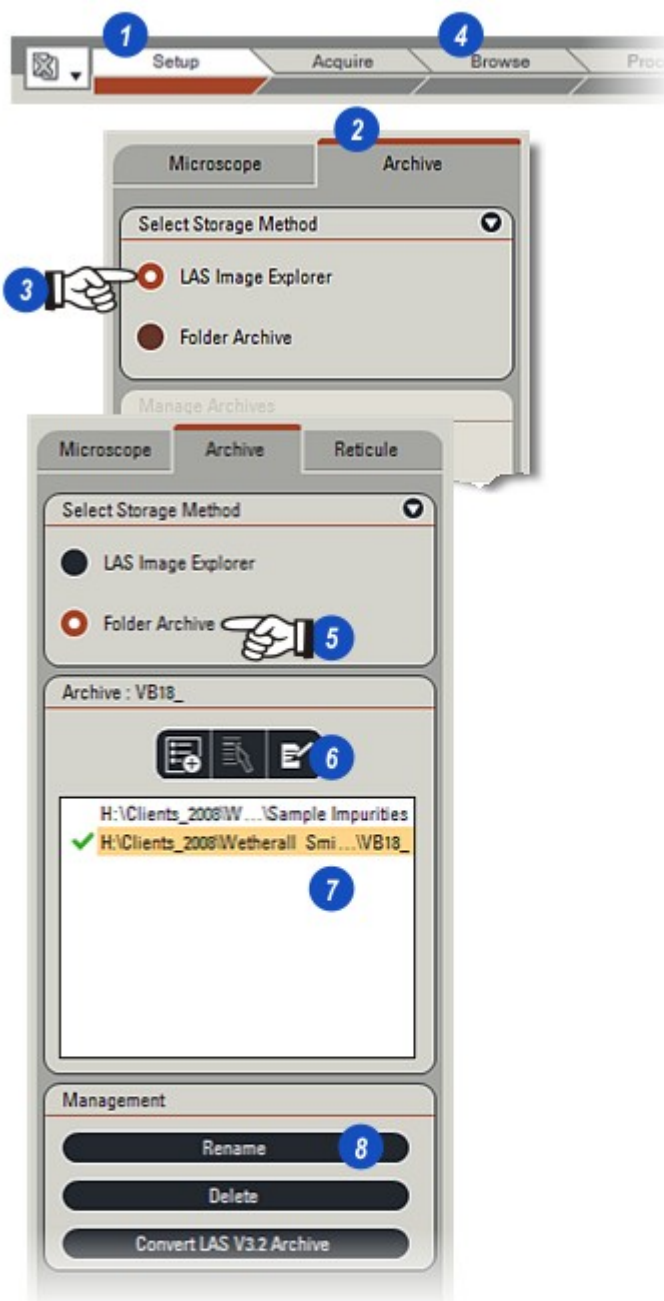 1 4
Setup Acquire Browse Proc
2
Microscope Archive
Select Storage Method
3 LAS Image Explorer
Folder Archive
Manage Archives
Microscope Archive Reticule
Select Storage Method
LAS Image Explorer
Folder Archive 5
Archive : VB18_
6
H:\Clients_2008\W...\Sample Impurities
H:\Clients_2008\Wetherall Smi...\VB18_
7
Management
Rename 8
Delete
Convert LAS V3.2 Archive